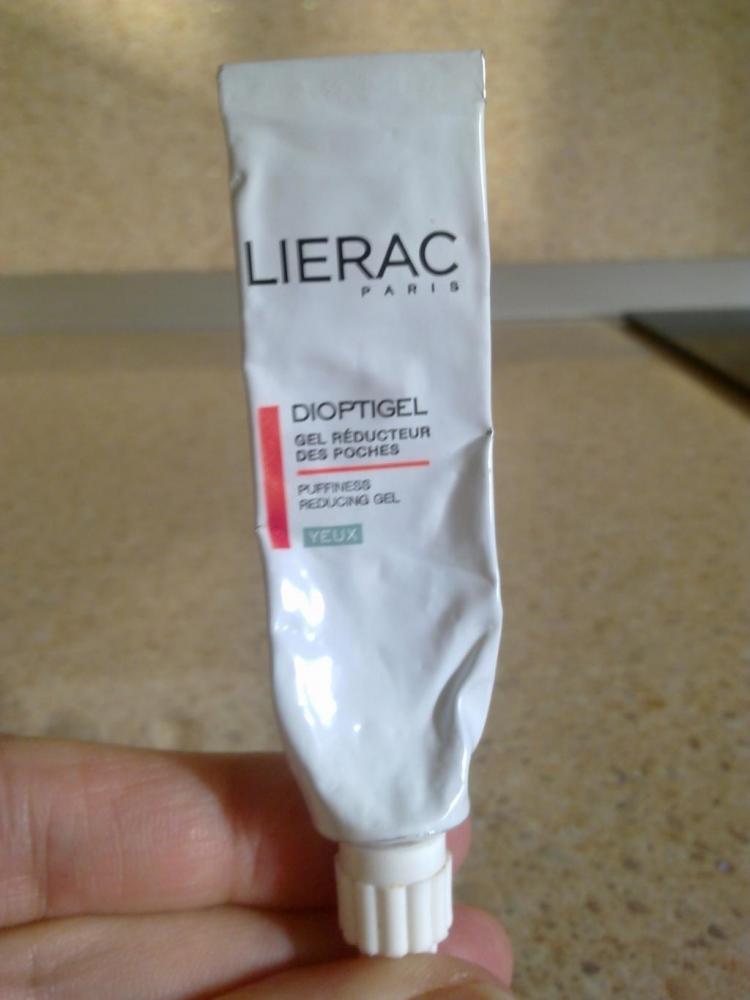 LIERAC
PARIS
DIOPTIGEL
GEL RÉDUCTEUR
DES POCHES
PUFFINESS
REDUCING GEL
YEUX